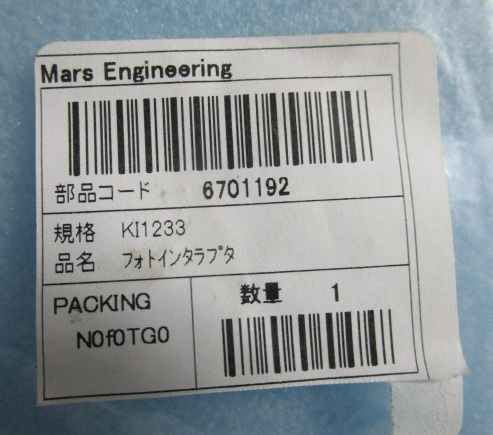 Mars Engineering
部品コード 6701192
規格 KI1233
品名 ﾌｫﾄｲﾝﾀﾗﾌﾟﾀ
PACKING
N0f0TG0
数量 1